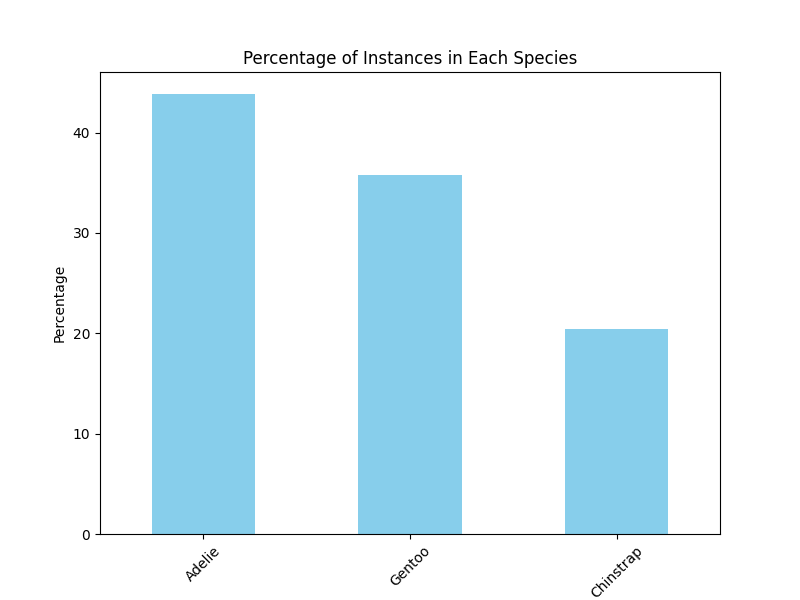 Percentage of Instances in Each Species
Percentage
40
30
20
10
0
Adelie
Gentoo
Chinstrap